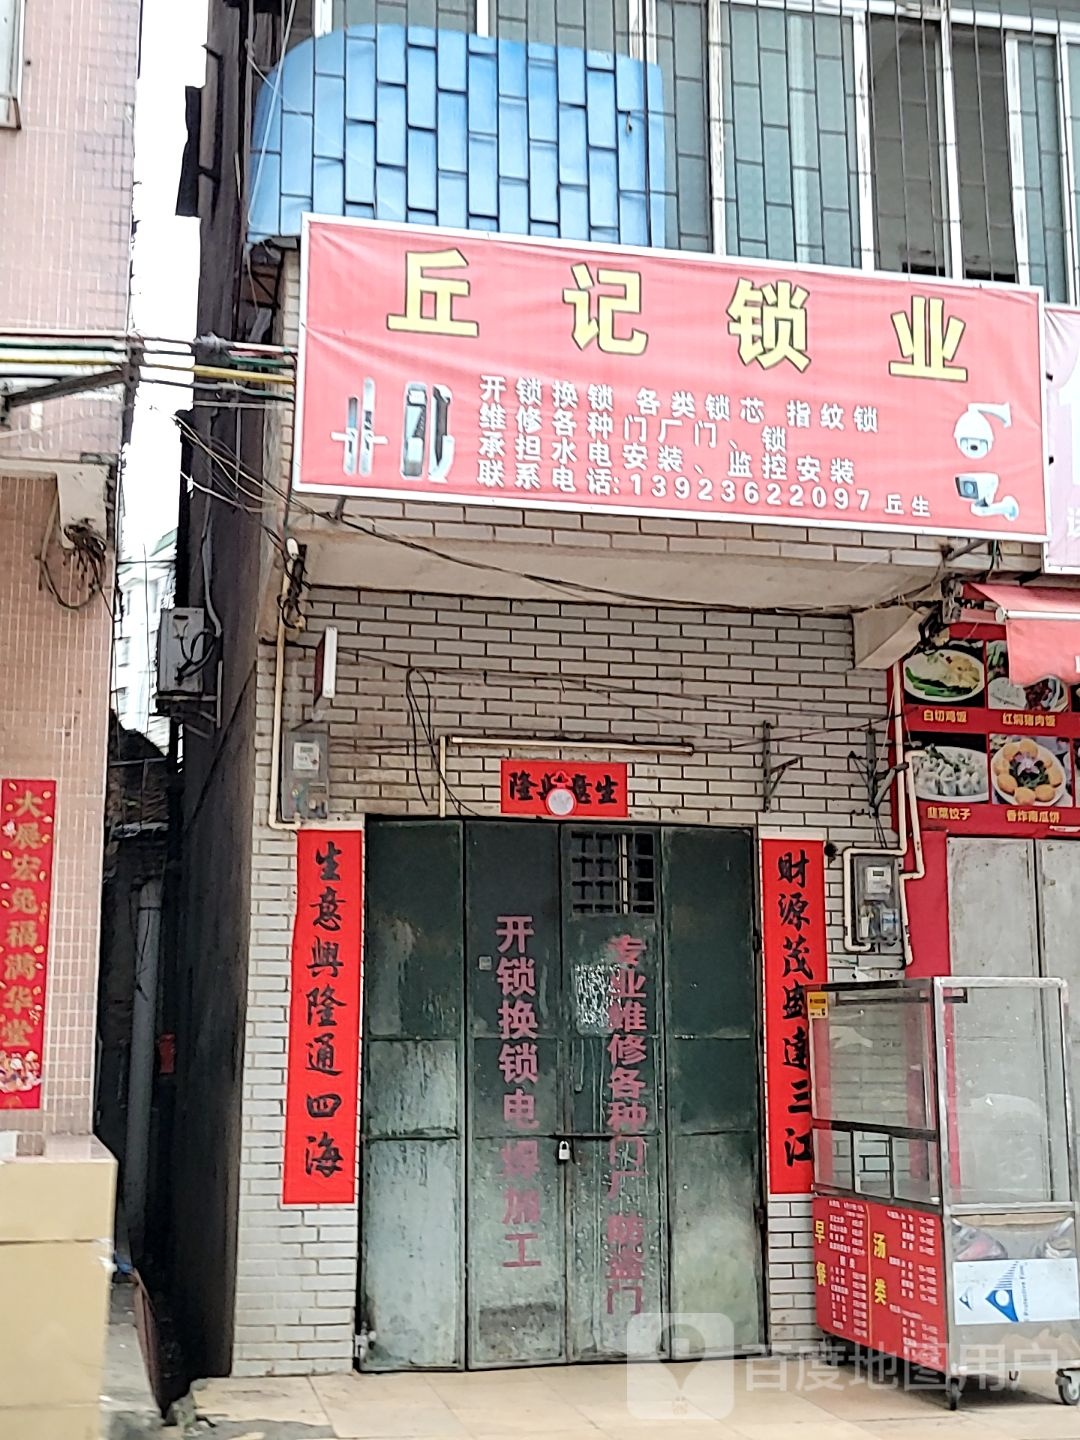 丘记锁业
开锁换锁 各类锁芯 指纹锁
维修各种门厂门、锁
承担水电安装、监控安装
联系电话:13923622097 丘生
白切鸡饭
红焖猪肉饭
韭菜饺子
香炸南瓜饼
隆興意生
生意興隆通四海
财源茂盛達三江
大展宏兔福满华堂
开锁换锁电焊加工
专业维修各种门厂防盗门
早餐
汤类
百度地图用户